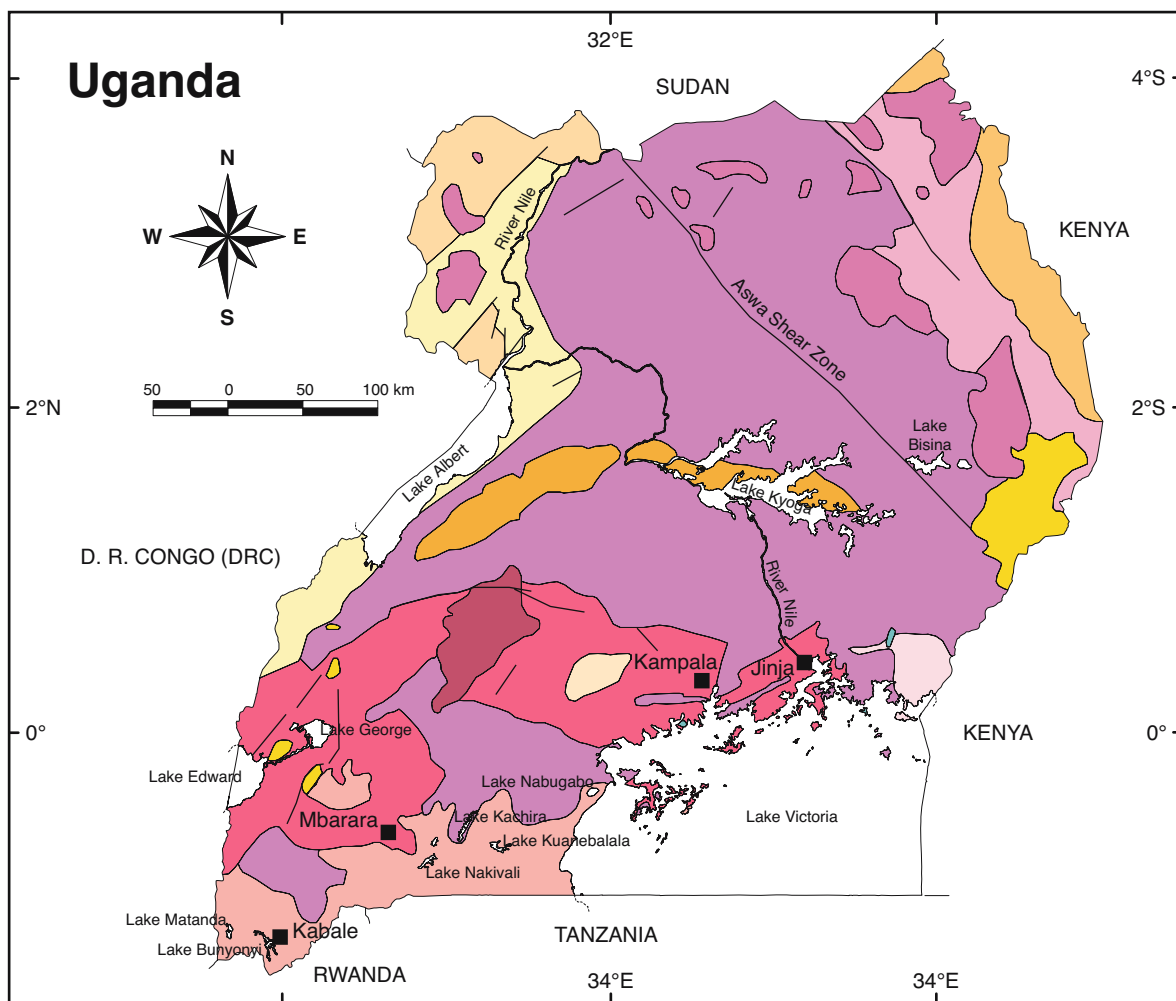 32°E
Uganda
SUDAN
4°S
N
W
E
S
KENYA
River Nile
Aswa Shear Zone
50
0
50
100 km
2°N
2°S
Lake
Bisina
Lake Albert
Lake Kyoga
D. R. CONGO (DRC)
River Nile
Kampala
Jinja
0°
Lake George
KENYA
0°
Lake Edward
Lake Nabugabo
Mbarara
Lake Kachira
Lake Victoria
Lake Kuanebalala
Lake Nakivali
Lake Matanda
Kabale
TANZANIA
Lake Bunyonyi
RWANDA
34°E
34°E